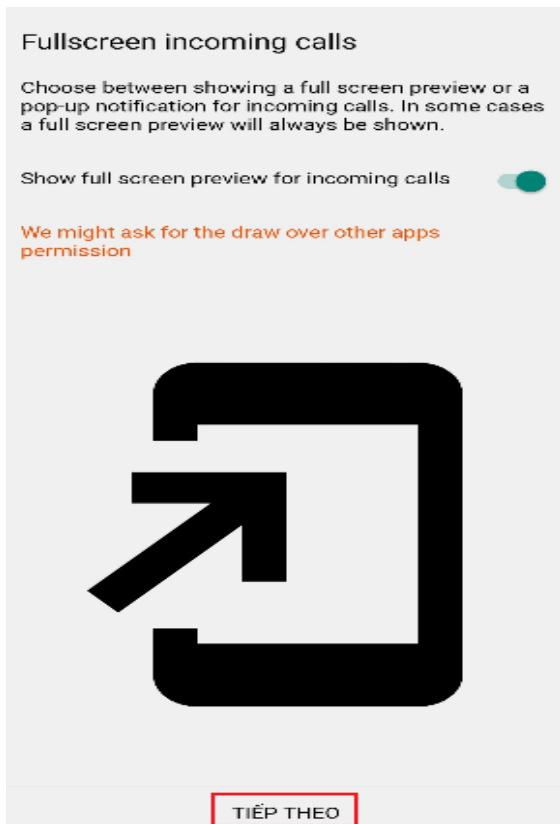 Fullscreen incoming calls
Choose between showing a full screen preview or a
pop-up notification for incoming calls. In some cases
a full screen preview will always be shown.
Show full screen preview for incoming calls
We might ask for the draw over other apps
permission
TIẾP THEO